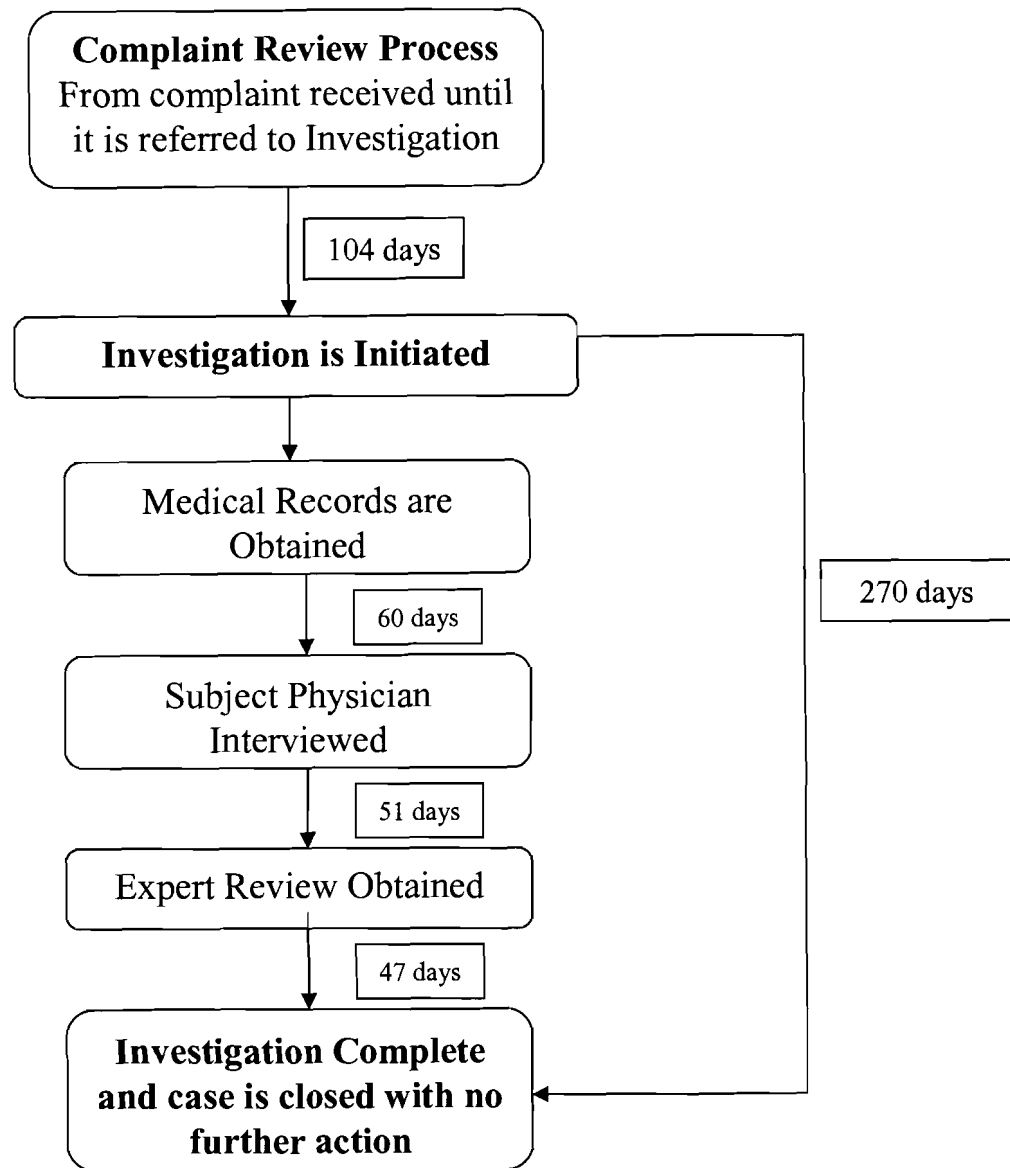 Complaint Review Process
From complaint received until
it is referred to Investigation
104 days
Investigation is Initiated
Medical Records are
Obtained
270 days
60 days
Subject Physician
Interviewed
51 days
Expert Review Obtained
47 days
Investigation Complete
and case is closed with no
further action